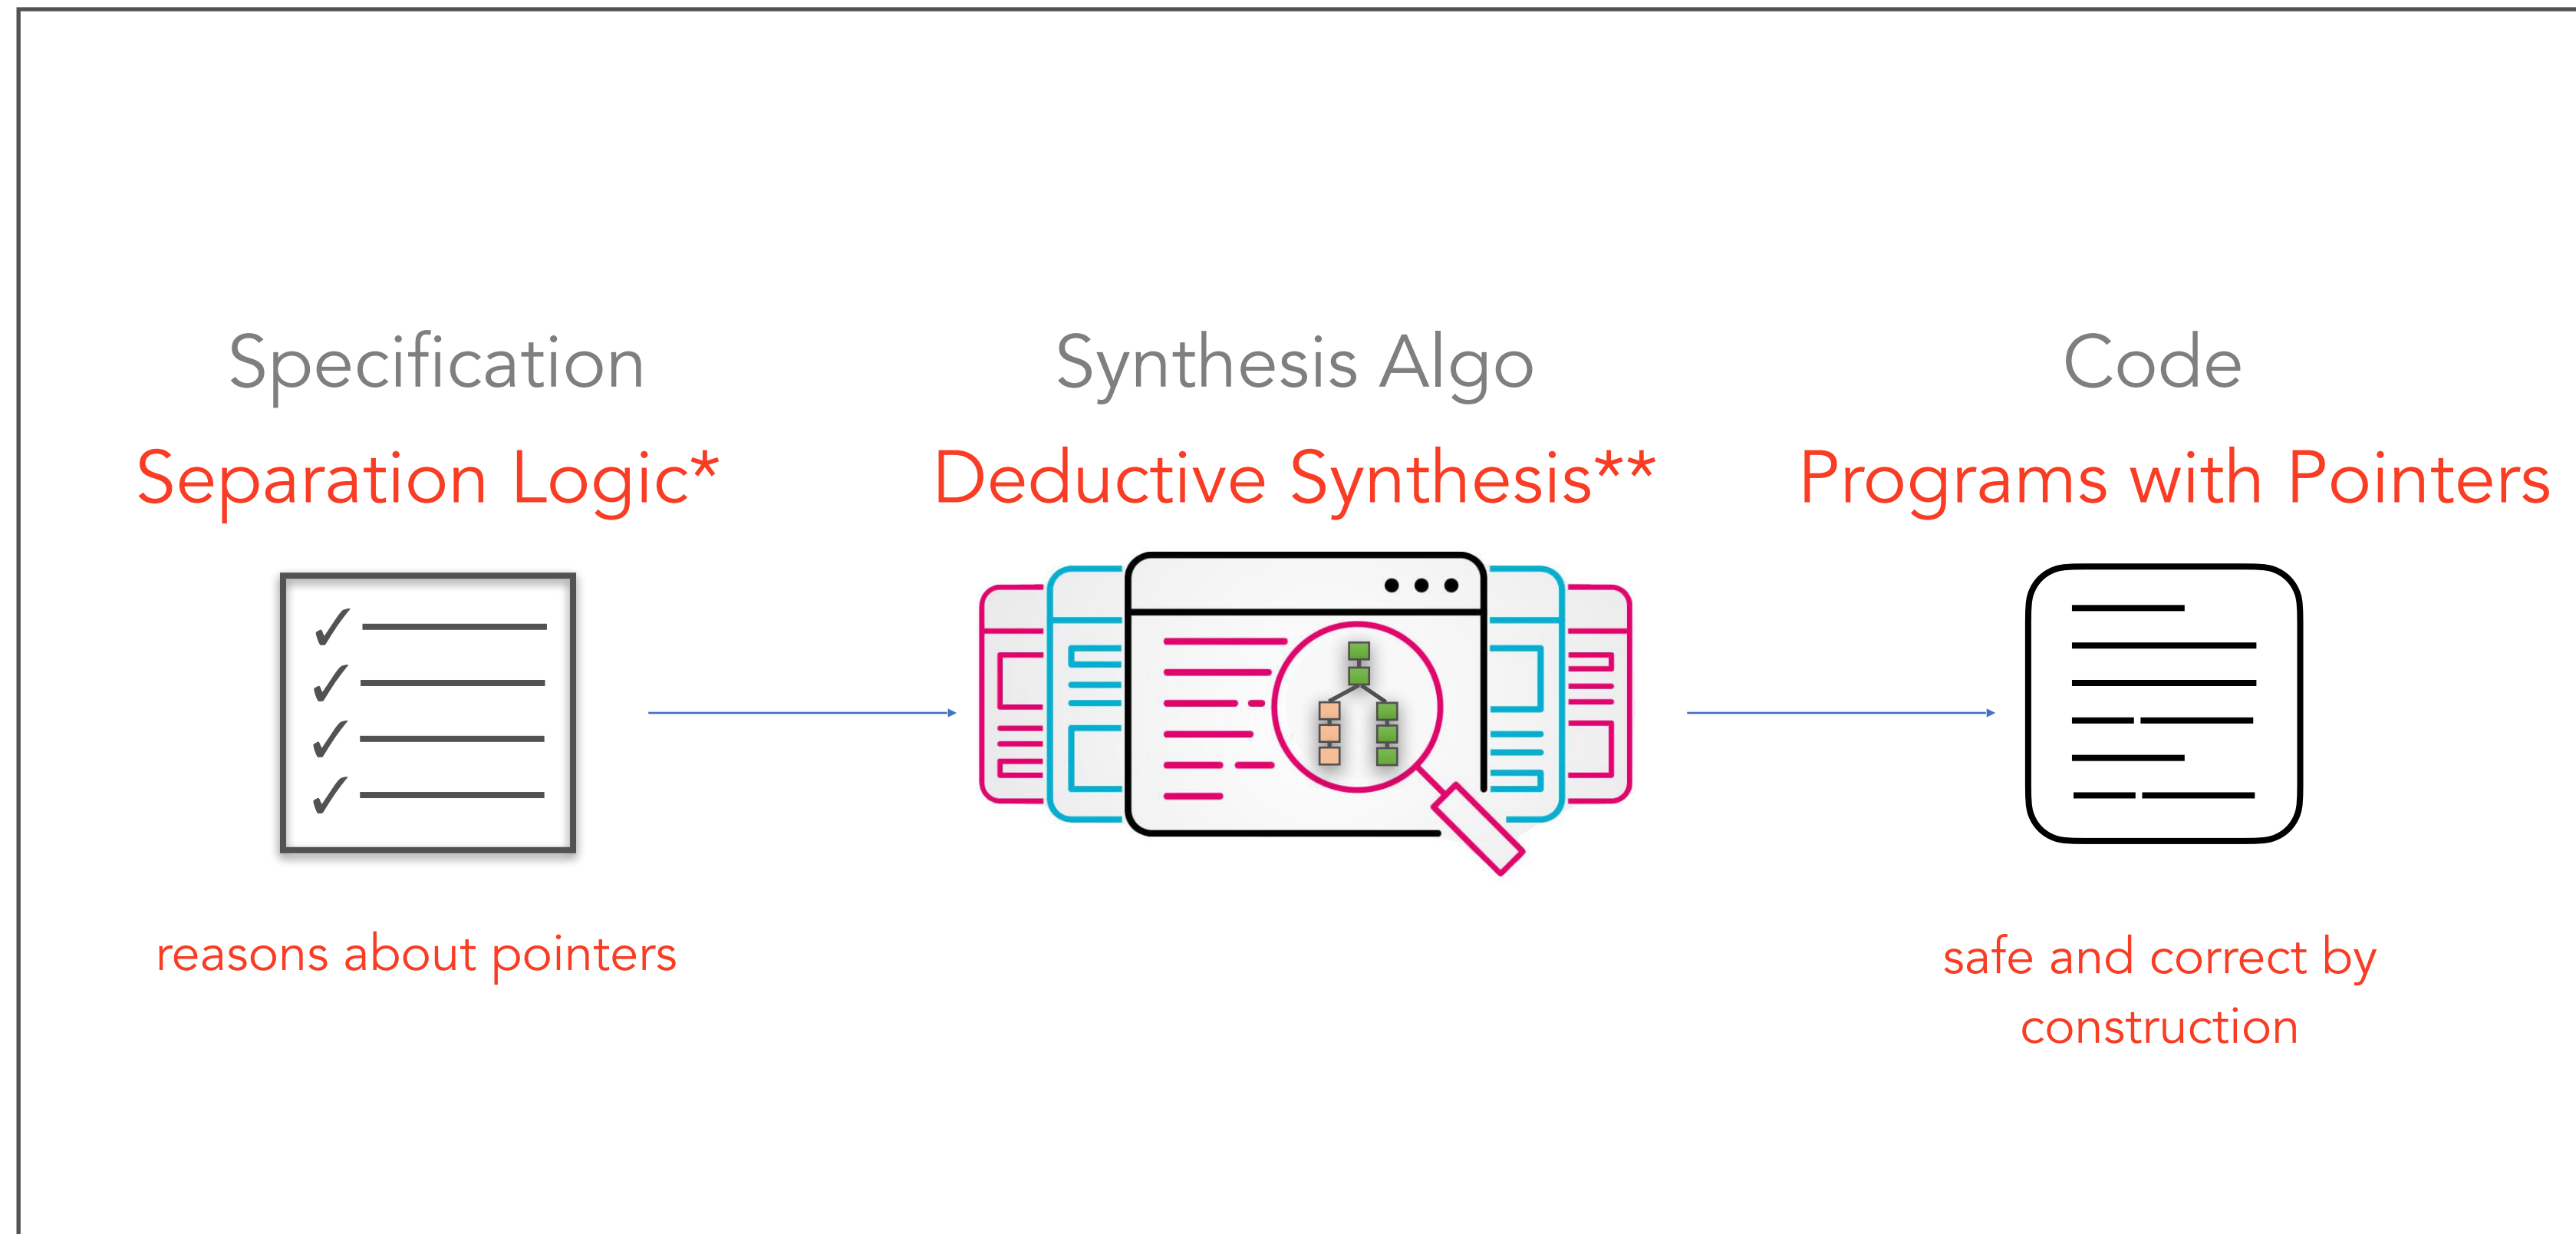 Specification
Synthesis Algo
Code
Separation Logic*
Deductive Synthesis**
Programs with Pointers
reasons about pointers
safe and correct by
construction